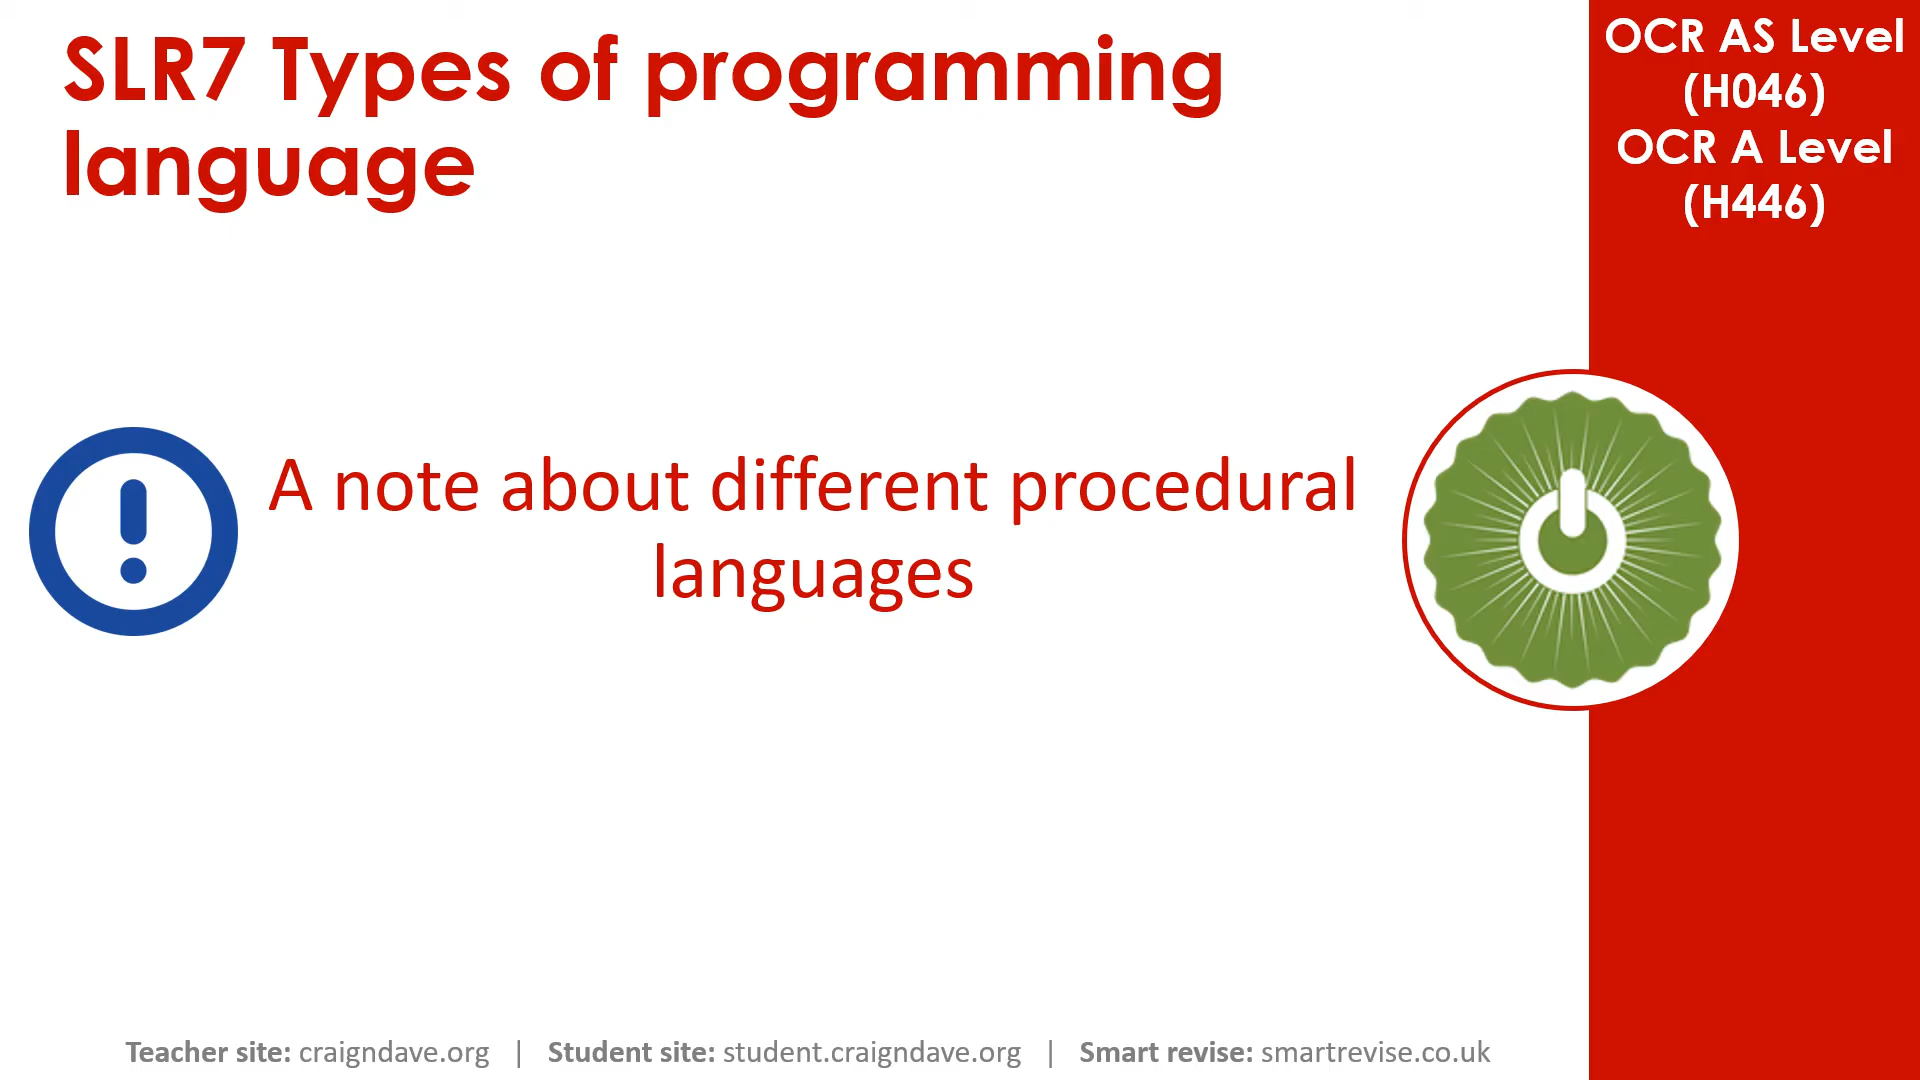 SLR7 Types of programming
language
OCR AS Level
(H046)
OCR A Level
(H446)
A note about different procedural
languages
Teacher site: craigndave.org | Student site: student.craigndave.org | Smart revise: smartrevise.co.uk